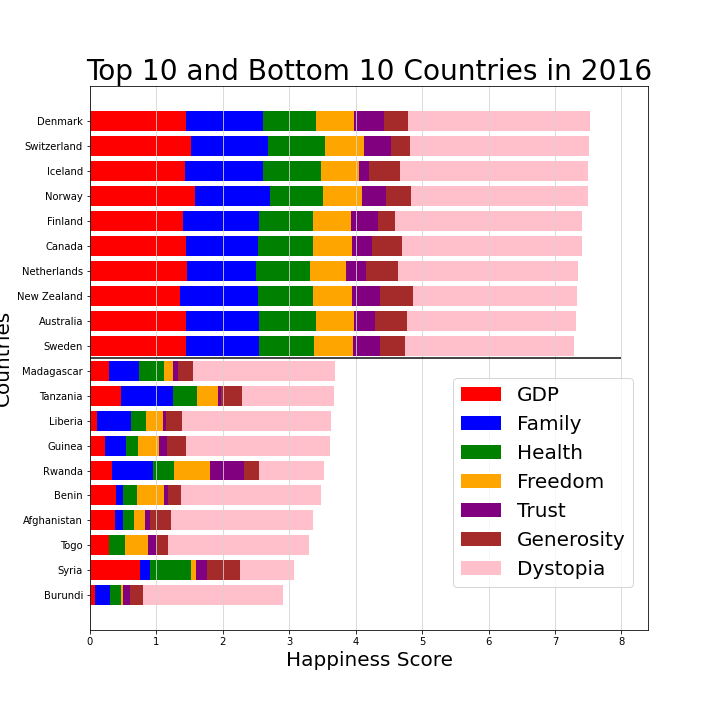 Top 10 and Bottom 10 Countries in 2016
Countries
Denmark
Switzerland
Iceland
Norway
Finland
Canada
Netherlands
New Zealand
Australia
Sweden
Madagascar
Tanzania
Liberia
Guinea
Rwanda
Benin
Afghanistan
Togo
Syria
Burundi
GDP
Family
Health
Freedom
Trust
Generosity
Dystopia
0 1 2 3 4 5 6 7 8
Happiness Score